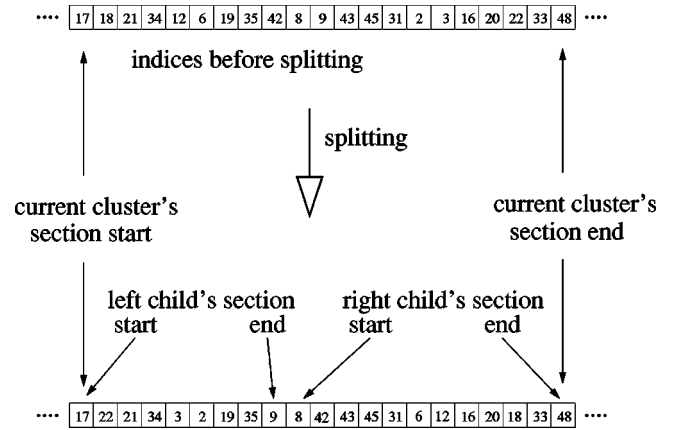 .... 17 18 21 34 12 6 19 35 42 8 9 43 45 31 2 3 16 20 22 33 48 ....
indices before splitting
splitting
current cluster's
section start
current cluster's
section end
left child's section
start end
right child's section
start end
.... 17 22 21 34 3 2 19 35 9 8 42 43 45 31 6 12 16 20 18 33 48 ....